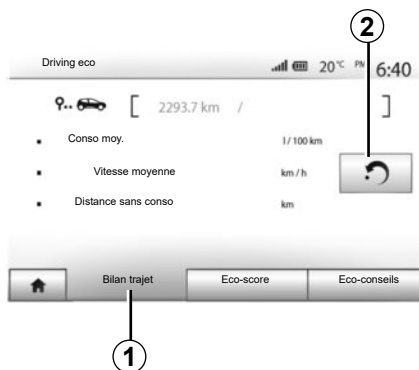 2
Driving eco 20°C PM 6:40
[ 2293.7 km / ]
Conso moy. l / 100 km
Vitesse moyenne km / h
Distance sans conso km
Bilan trajet Eco-score Eco-conseils
1